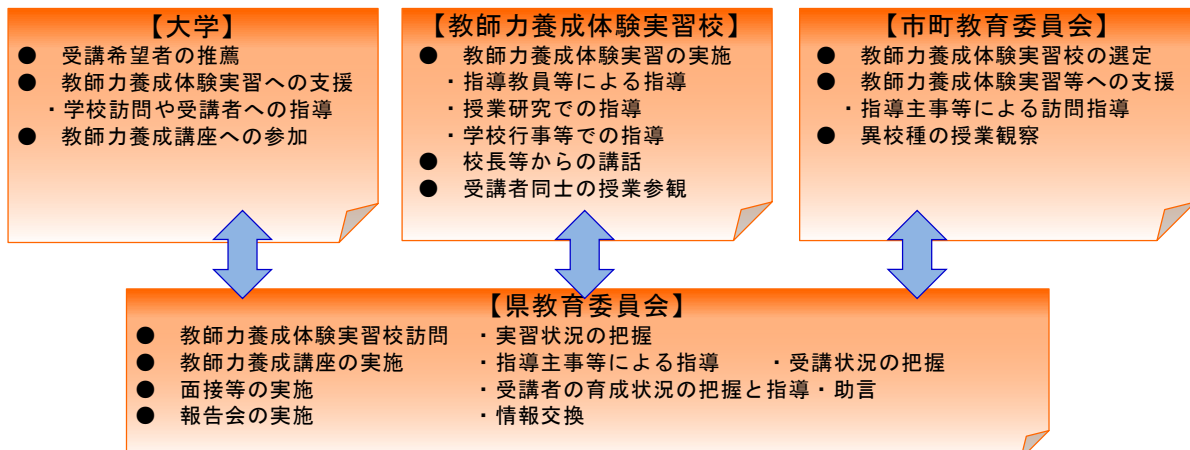 【大学】
● 受講希望者の推薦
● 教師力養成体験実習への支援
・学校訪問や受講者への指導
● 教師力養成講座への参加
【教師力養成体験実習校】
● 教師力養成体験実習の実施
・指導教員等による指導
・授業研究での指導
・学校行事等での指導
● 校長等からの講話
● 受講者同士の授業参観
【市町教育委員会】
● 教師力養成体験実習校の選定
● 教師力養成体験実習等への支援
・指導主事等による訪問指導
● 異校種の授業観察
【県教育委員会】
● 教師力養成体験実習校訪問 ・実習状況の把握
● 教師力養成講座の実施 ・指導主事等による指導 ・受講状況の把握
● 面接等の実施 ・受講者の育成状況の把握と指導・助言
● 報告会の実施 ・情報交換